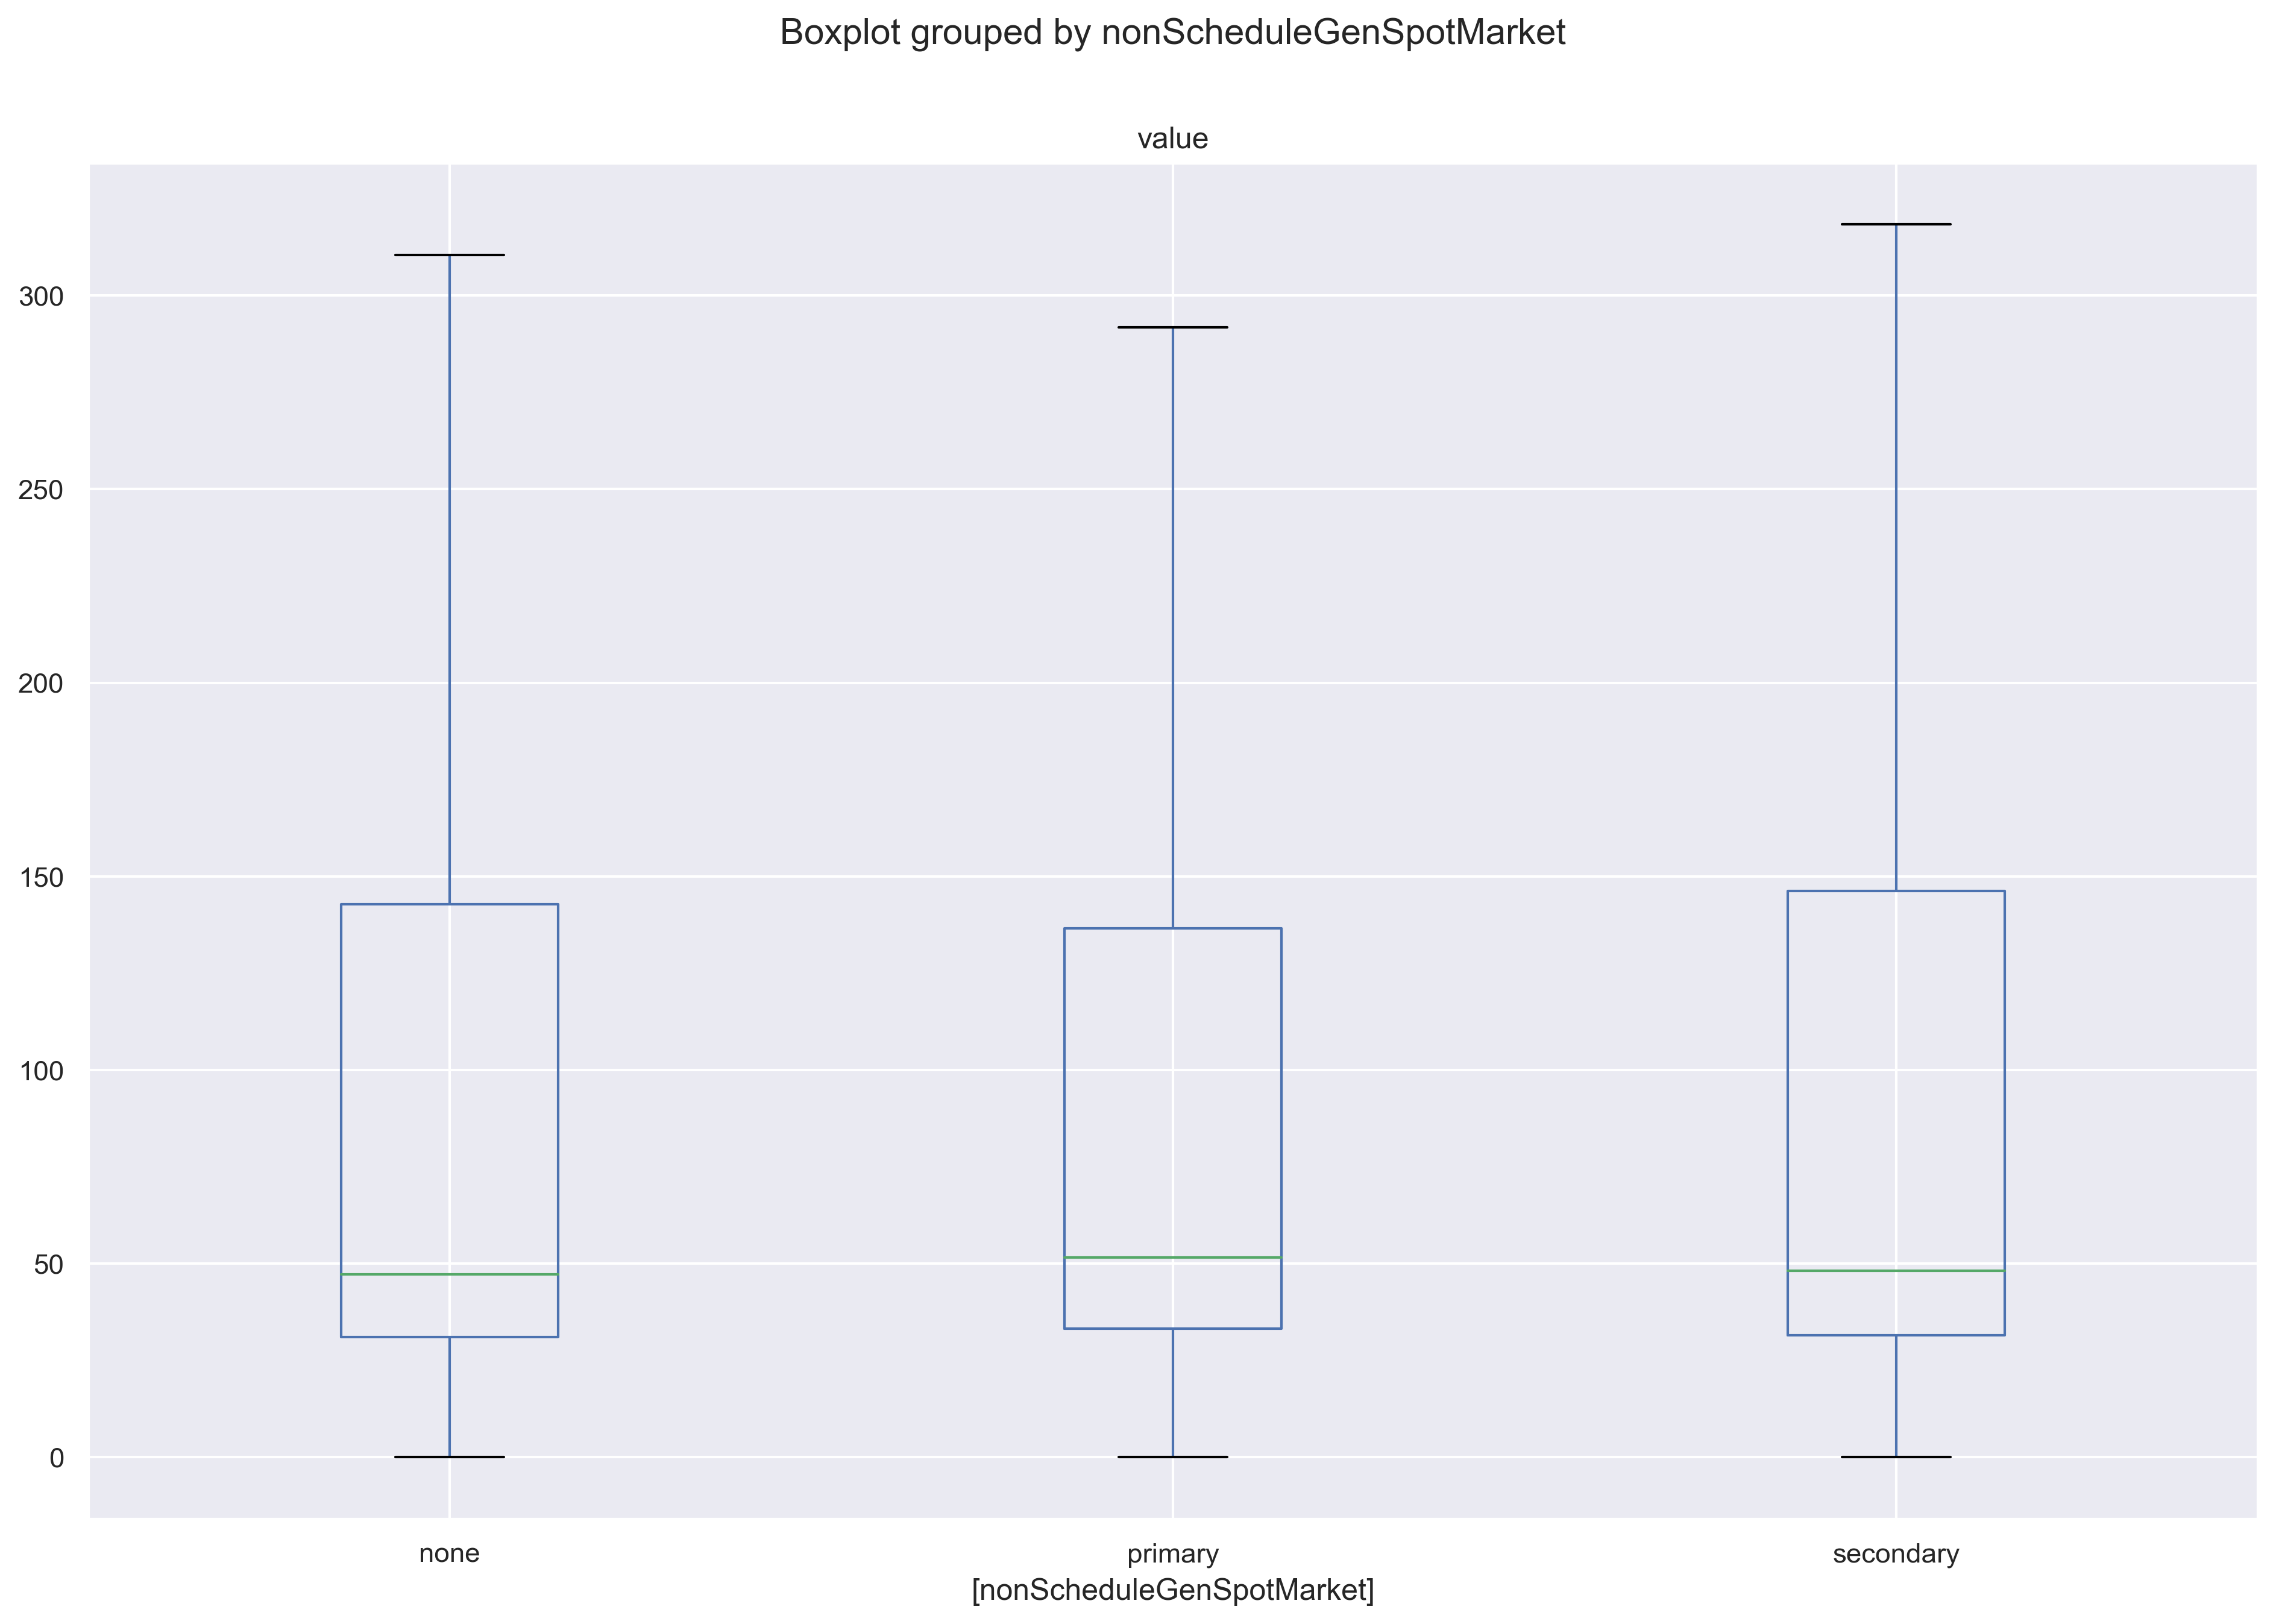 Boxplot grouped by nonScheduleGenSpotMarket
value
300
250
200
150
100
50
0
none primary secondary
[nonScheduleGenSpotMarket]